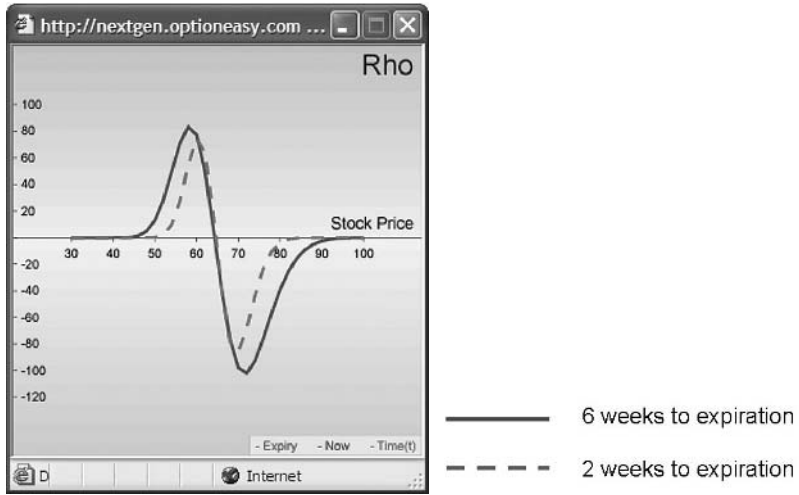 http://nextgen.optioneasy.com ...
Rho
100
80
60
40
20
Stock Price
30 40 50 60 70 80 90 100
-20
-40
-60
-80
-100
-120
- Expiry - Now - Time(t)
D Internet
6 weeks to expiration
2 weeks to expiration